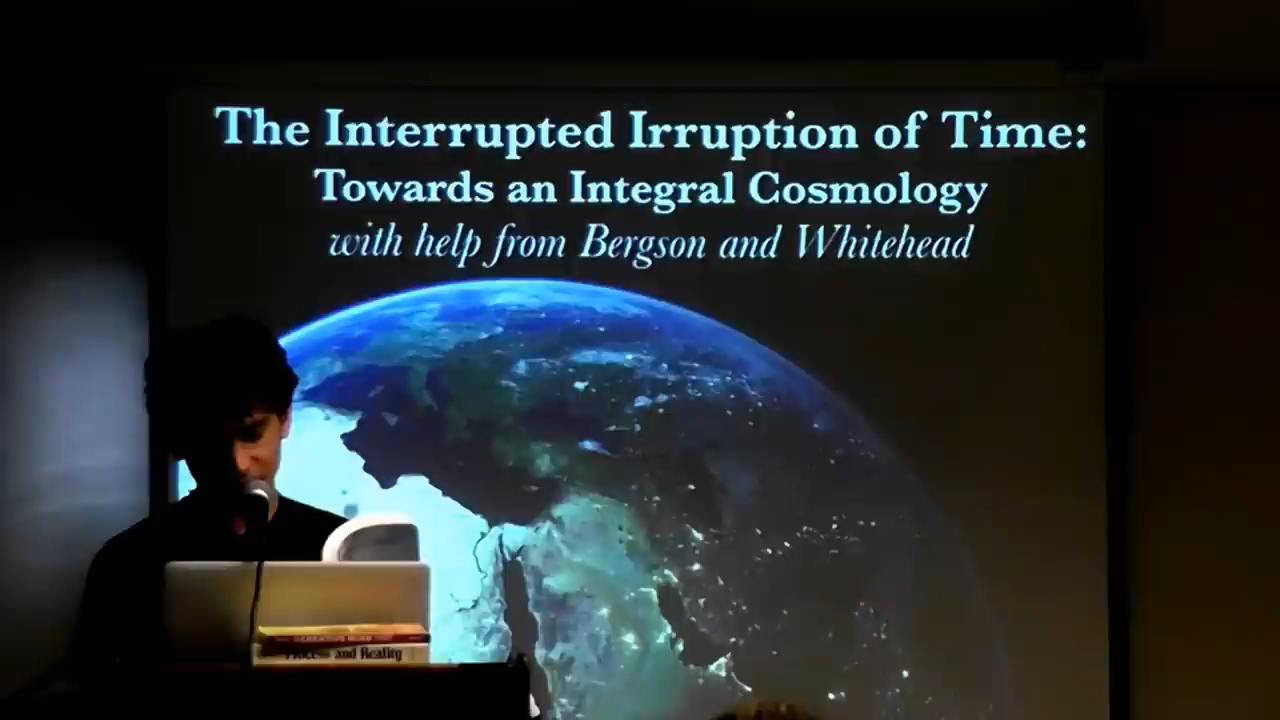 The Interrupted Irruption of Time:
Towards an Integral Cosmology
with help from Bergson and Whitehead
Process and Reality